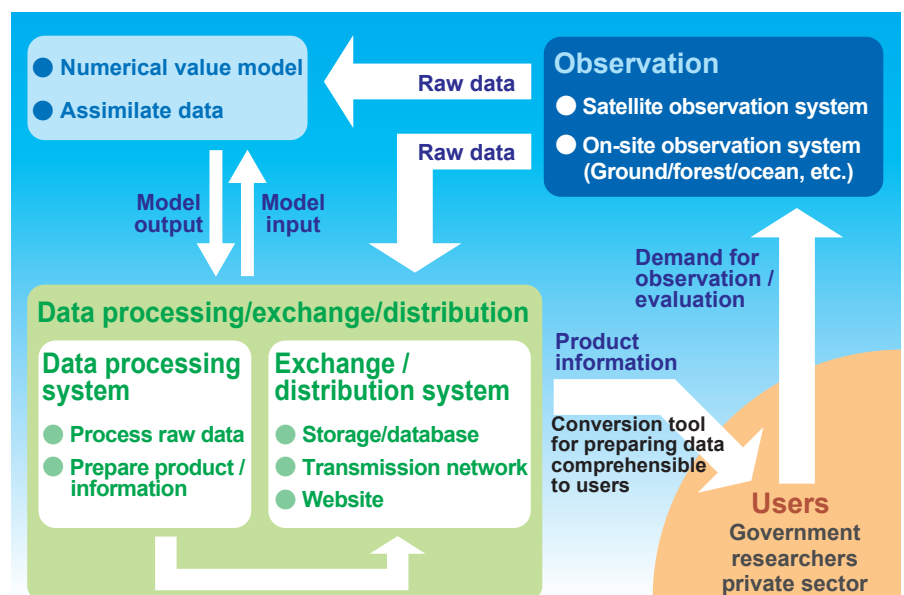 Numerical value model
Assimilate data
Raw data
Raw data
Observation
Satellite observation system
On-site observation system
(Ground/forest/ocean, etc.)
Model
output
Model
input
Demand for
observation /
evaluation
Data processing/exchange/distribution
Data processing
system
Process raw data
Prepare product /
information
Exchange /
distribution system
Storage/database
Transmission network
Website
Product
information
Conversion tool
for preparing data
comprehensible
to users
Users
Government
researchers
private sector